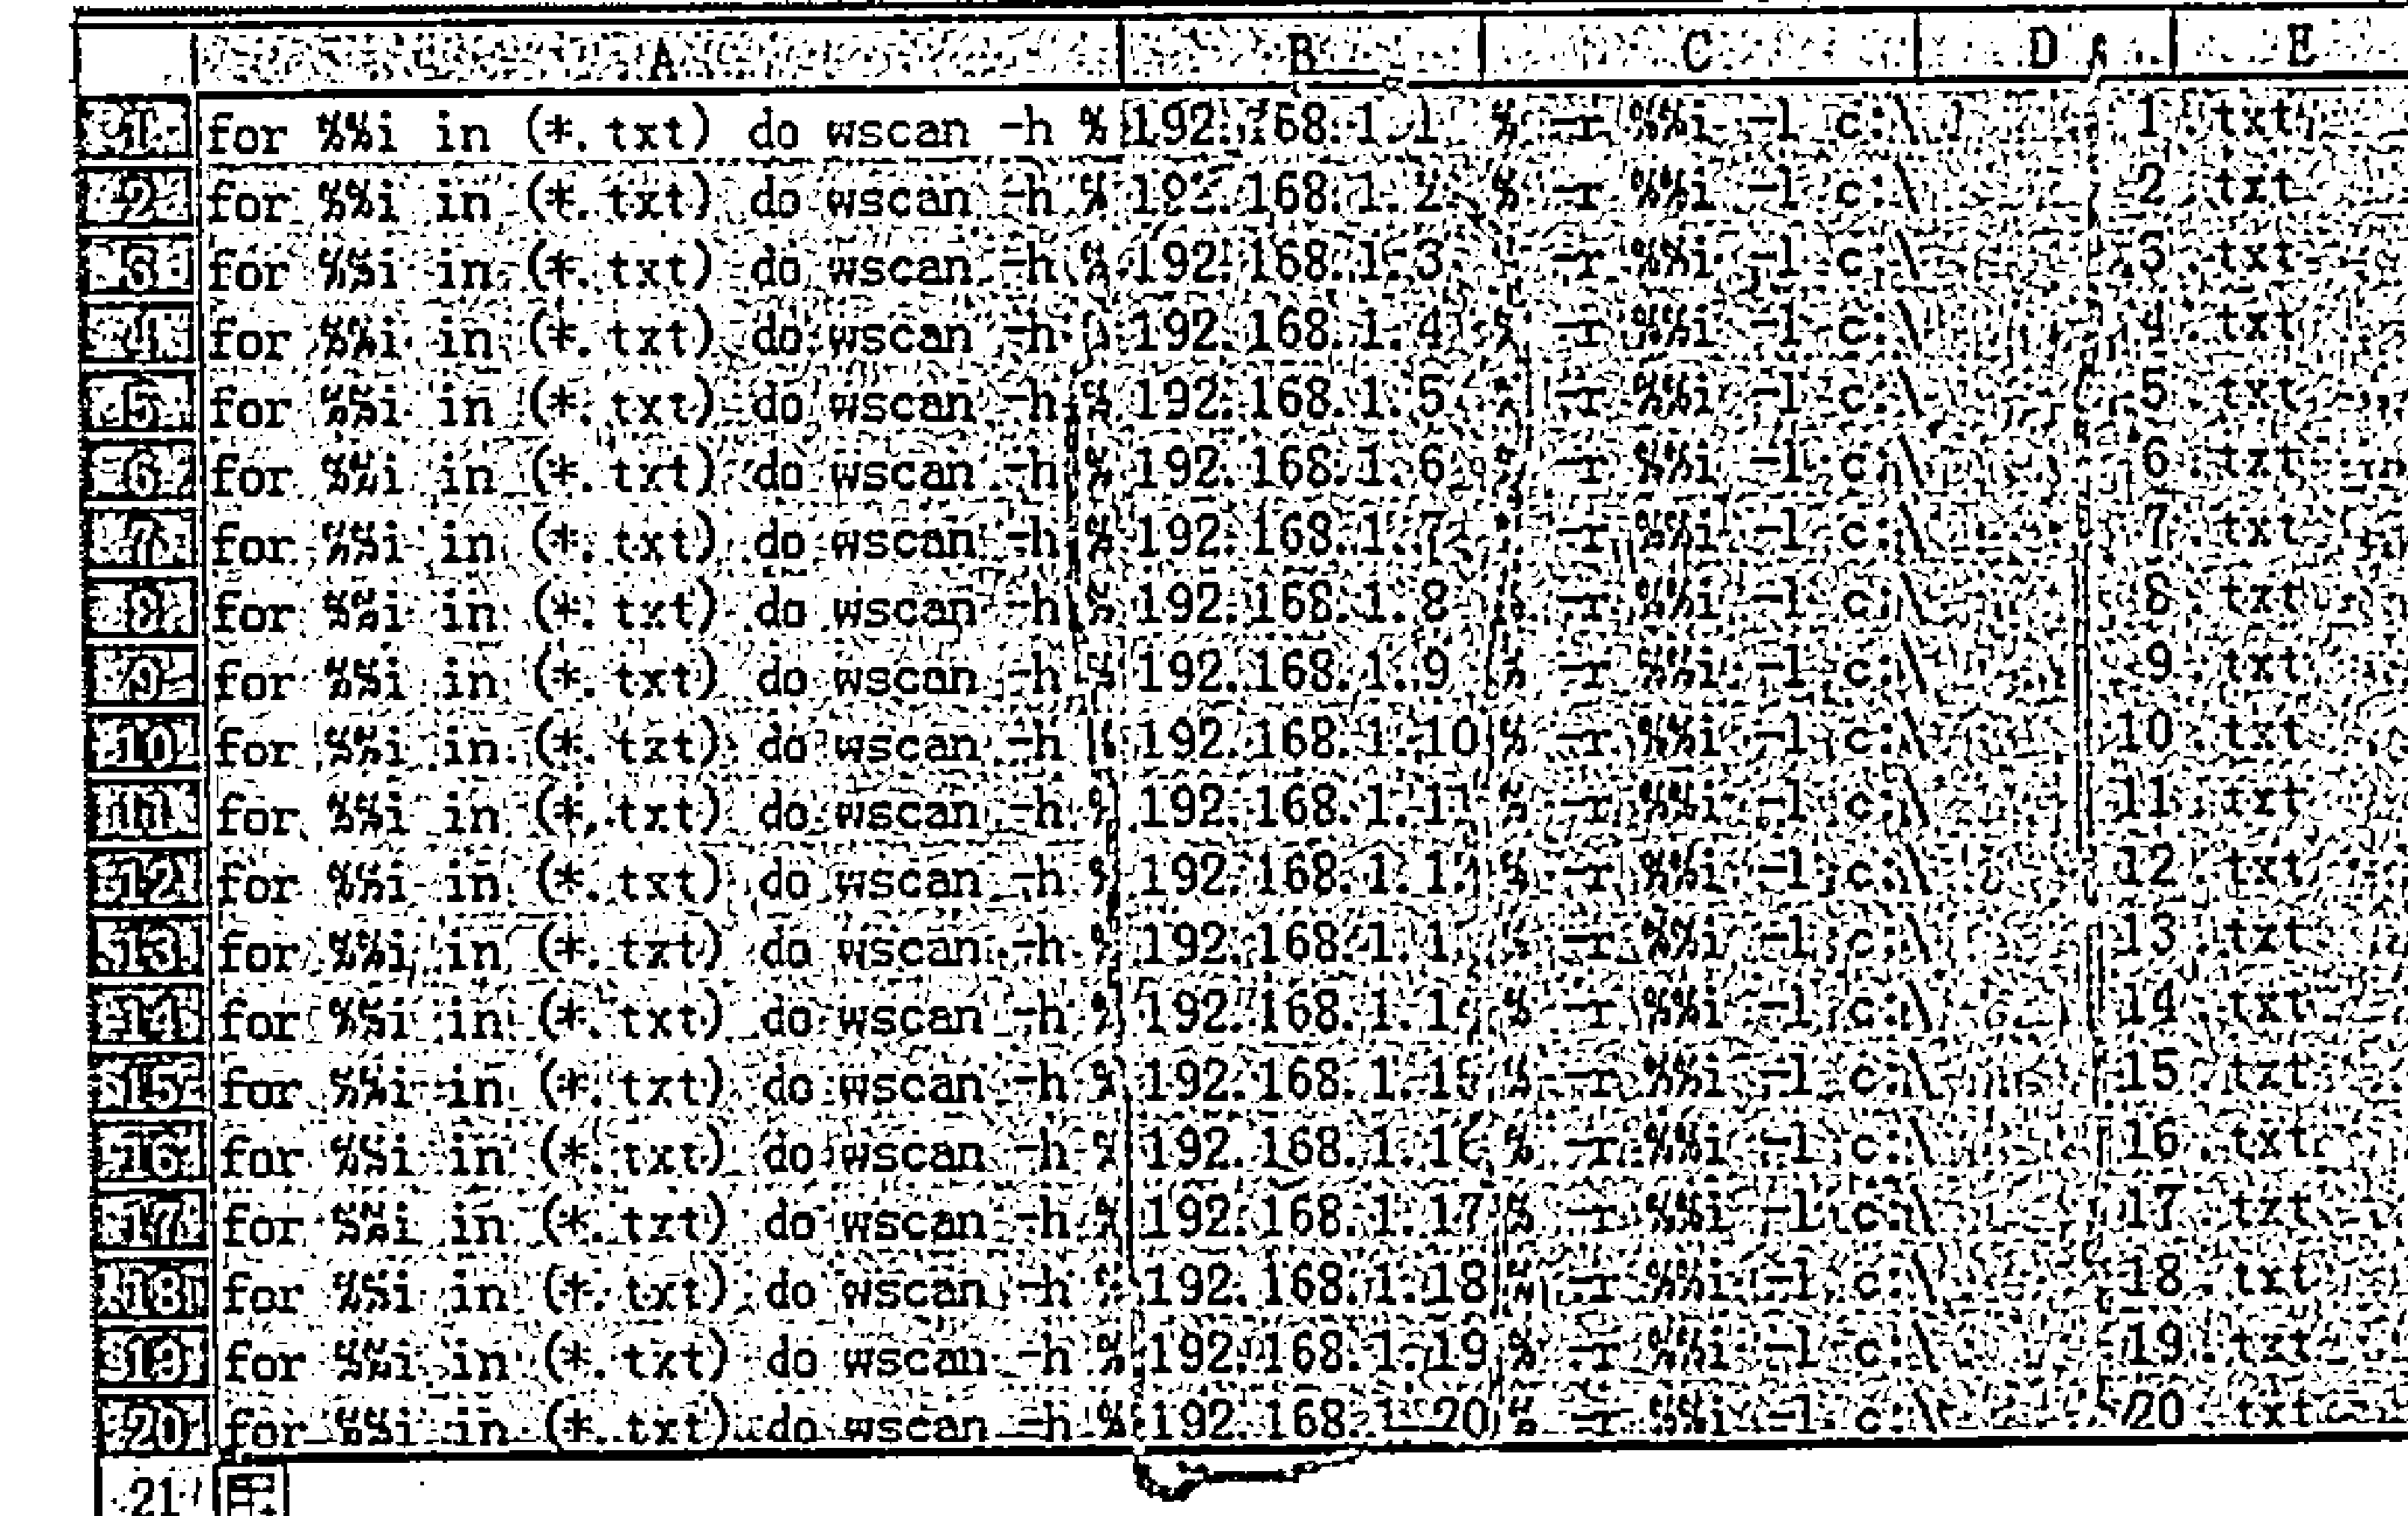 A B C D E
1 for %%i in (*.txt) do wscan -h % 192.168.1.1 % -r %%i -l c:\ 1 .txt
2 for %%i in (*.txt) do wscan -h % 192.168.1.2 % -r %%i -l c:\ 2 .txt
3 for %%i in (*.txt) do wscan -h % 192.168.1.3 % -r %%i -l c:\ 3 .txt
4 for %%i in (*.txt) do wscan -h % 192.168.1.4 % -r %%i -l c:\ 4 .txt
5 for %%i in (*.txt) do wscan -h % 192.168.1.5 % -r %%i -l c:\ 5 .txt
6 for %%i in (*.txt) do wscan -h % 192.168.1.6 % -r %%i -l c:\ 6 .txt
7 for %%i in (*.txt) do wscan -h % 192.168.1.7 % -r %%i -l c:\ 7 .txt
8 for %%i in (*.txt) do wscan -h % 192.168.1.8 % -r %%i -l c:\ 8 .txt
9 for %%i in (*.txt) do wscan -h % 192.168.1.9 % -r %%i -l c:\ 9 .txt
10 for %%i in (*.txt) do wscan -h % 192.168.1.10 % -r %%i -l c:\ 10 .txt
11 for %%i in (*.txt) do wscan -h % 192.168.1.11 % -r %%i -l c:\ 11 .txt
12 for %%i in (*.txt) do wscan -h % % -r %%i -l c:\ 12 .txt
13 for %%i in (*.txt) do wscan -h % % -r %%i -l c:\ 13 .txt
14 for %%i in (*.txt) do wscan -h % % -r %%i -l c:\ 14 .txt
15 for %%i in (*.txt) do wscan -h % 192.168.1.15 % -r %%i -l c:\ 15 .txt
16 for %%i in (*.txt) do wscan -h % 192.168.1.16 % -r %%i -l c:\ 16 .txt
17 for %%i in (*.txt) do wscan -h % 192.168.1.17 % -r %%i -l c:\ 17 .txt
18 for %%i in (*.txt) do wscan -h % 192.168.1.18 % -r %%i -l c:\ 18 .txt
19 for %%i in (*.txt) do wscan -h % 192.168.1.19 % -r %%i -l c:\ 19 .txt
20 for %%i in (*.txt) do wscan -h % 192.168.1.20 % -r %%i -l c:\ 20 .txt
21